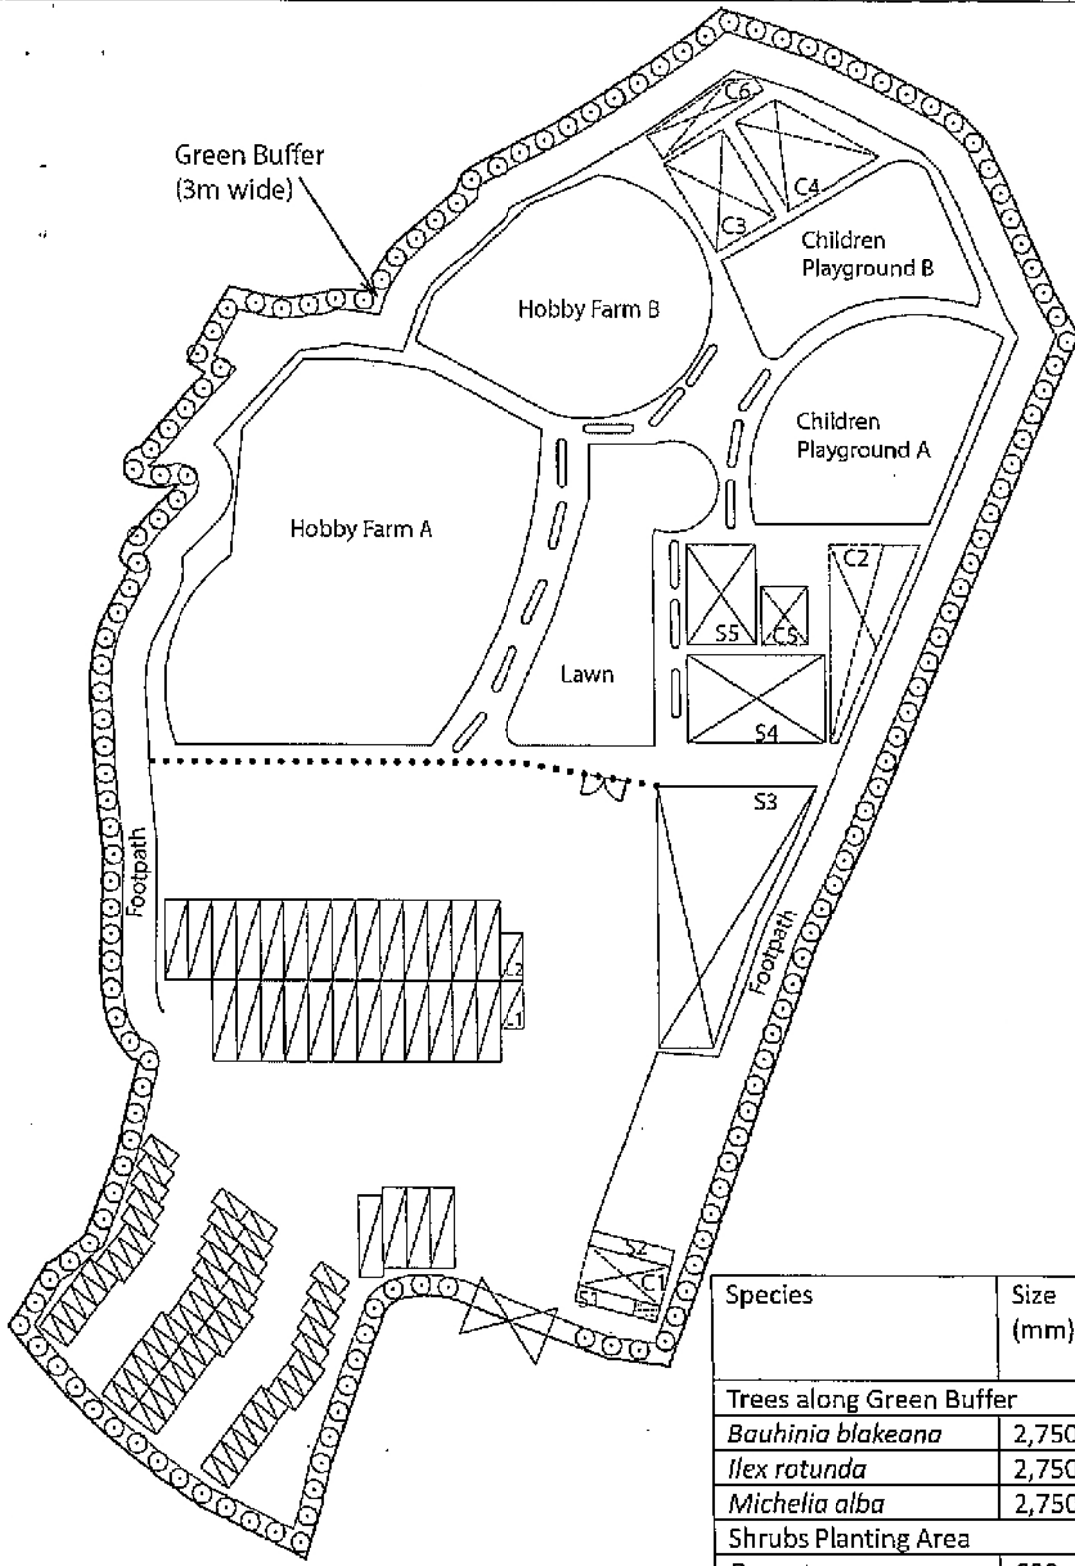 Green Buffer
(3m wide)
C6
C4
C3
Children
Playground B
Hobby Farm B
Children
Playground A
Hobby Farm A
C2
S5
C5
Lawn
S4
S3
Footpath
Footpath
L2
L1
S2
C1
S1
Species Size
(mm)
Trees along Green Buffer
Bauhinia blakeana 2,750
Ilex rotunda 2,750
Michelia alba 2,750
Shrubs Planting Area